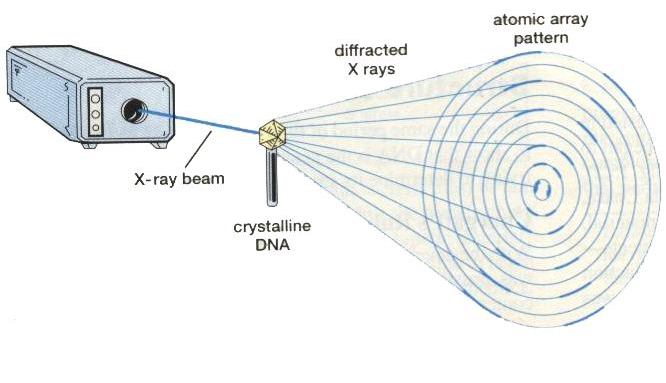 atomic array
pattern
diffracted
X rays
X-ray beam
crystalline
DNA